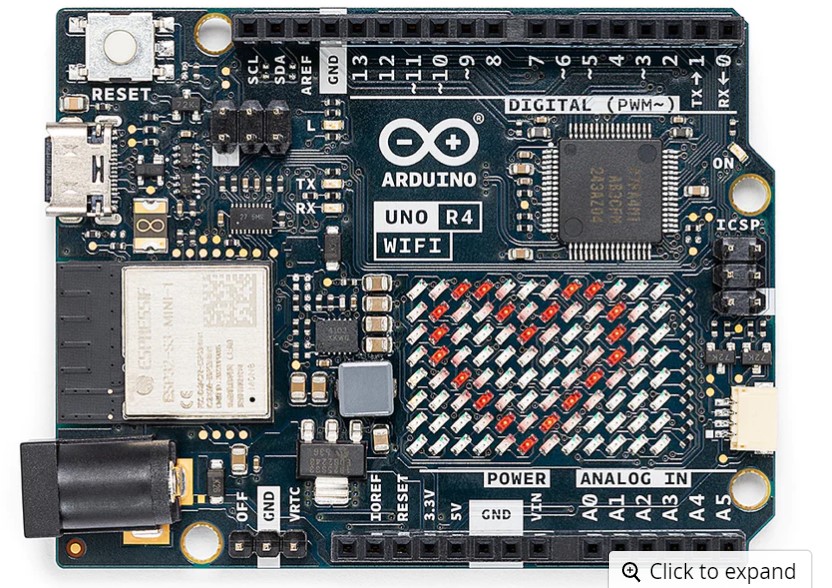 RESET
SCL
SDA
AREF
GND
13
12
~11
~10
~9
8
7
~6
~5
4
~3
2
TX→1
RX←0
DIGITAL (PWM~)
L
®
ARDUINO
ON
TX
RX
UNO R4
WIFI
ICSP
ESPRESSIF
ESP32-S3-MINI-1
POWER
ANALOG IN
OFF
GND
VRTC
IOREF
RESET
3.3V
5V
GND
VIN
A0
A1
A2
A3
A4
A5
Click to expand